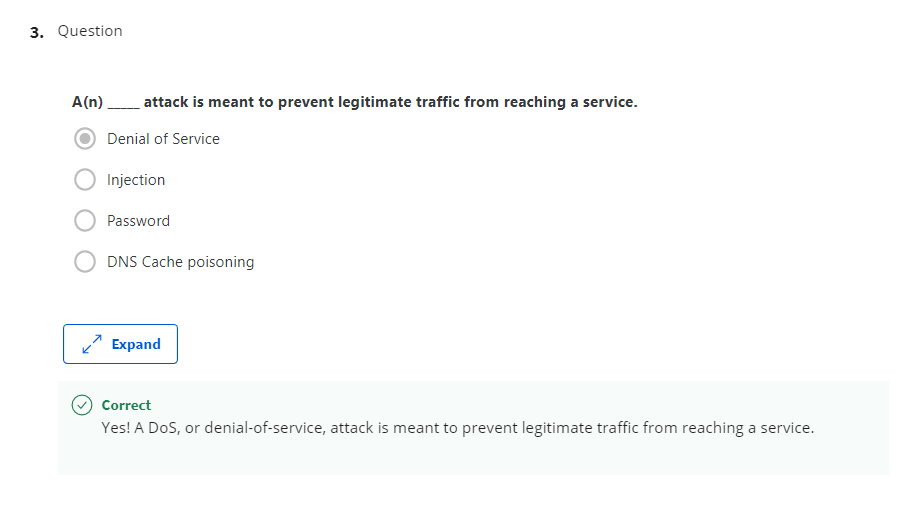 3. Question
A(n) _____ attack is meant to prevent legitimate traffic from reaching a service.
Denial of Service
Injection
Password
DNS Cache poisoning
Expand
Correct
Yes! A DoS, or denial-of-service, attack is meant to prevent legitimate traffic from reaching a service.